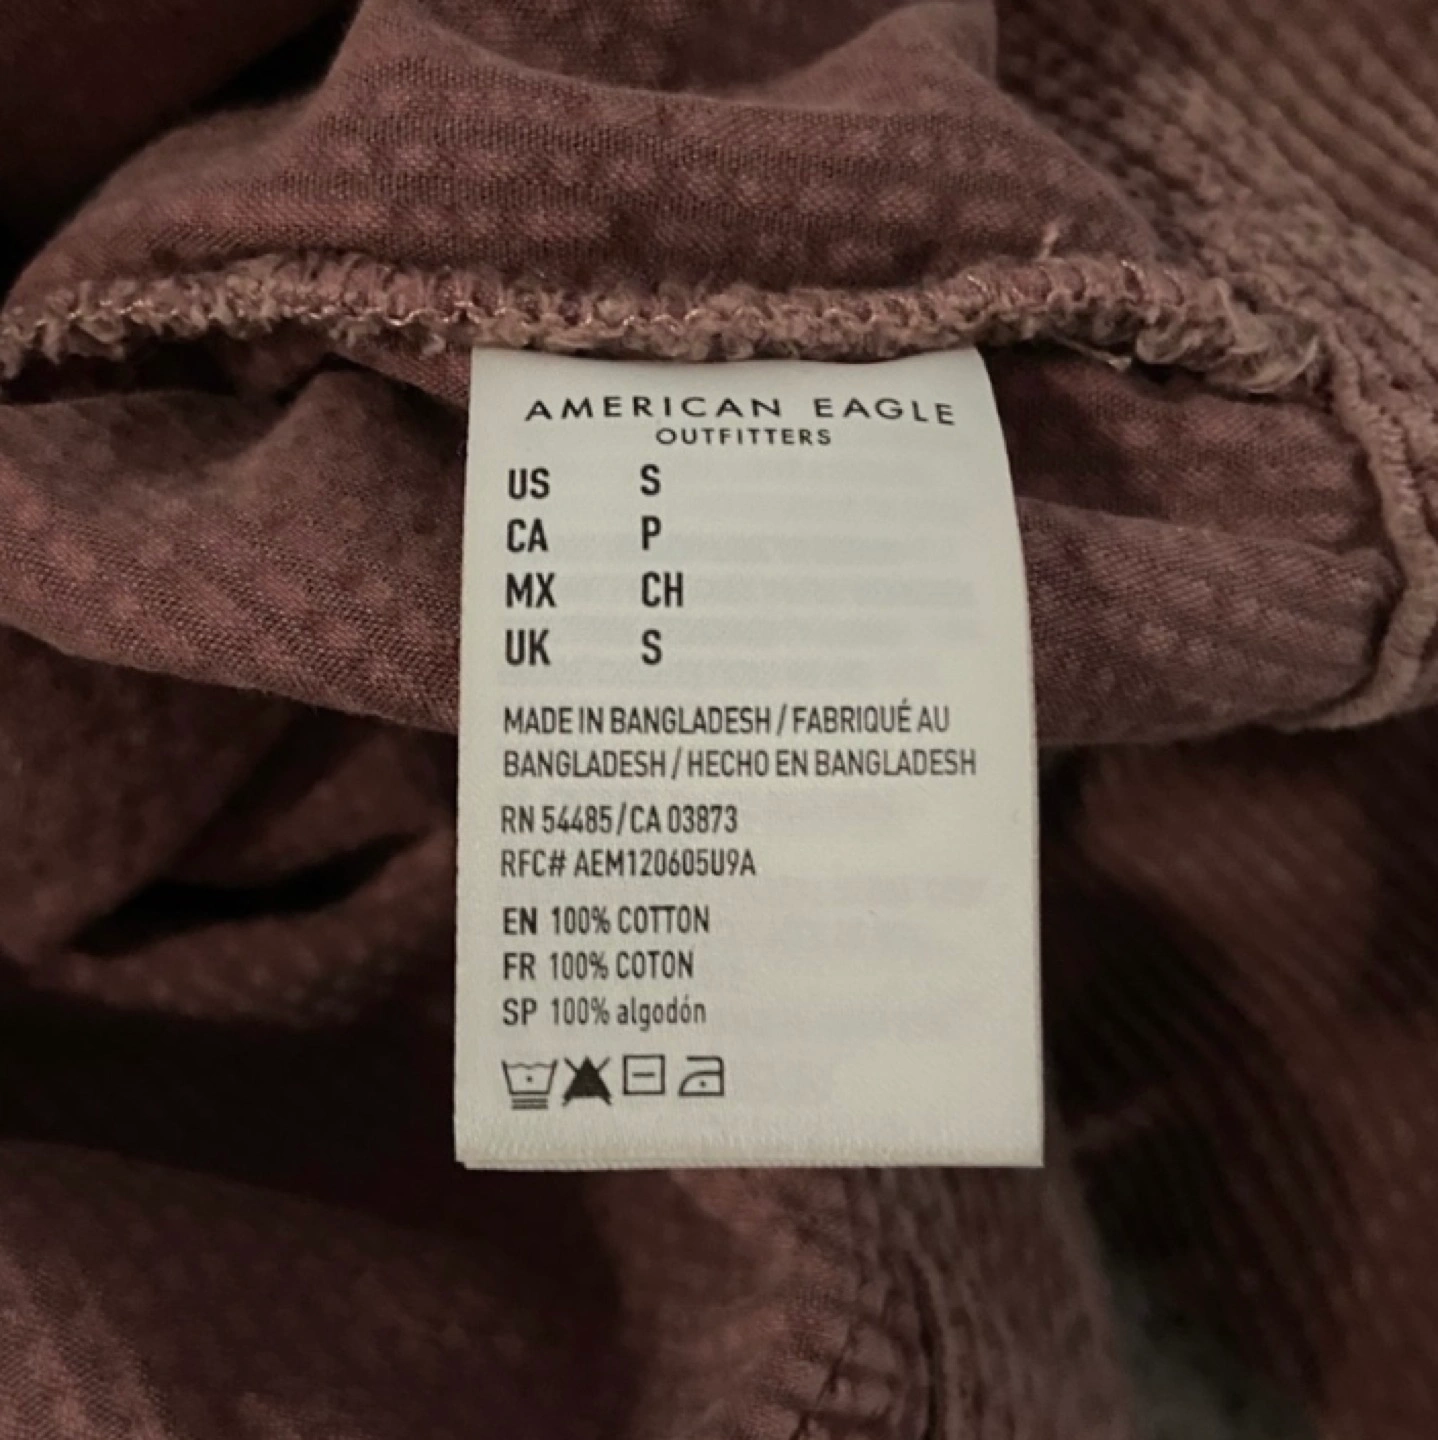 AMERICAN EAGLE
OUTFITTERS
US S
CA P
MX CH
UK S
MADE IN BANGLADESH / FABRIQUÉ AU
BANGLADESH / HECHO EN BANGLADESH
RN 54485/CA 03873
RFC# AEM120605U9A
EN 100% COTTON
FR 100% COTON
SP 100% algodón